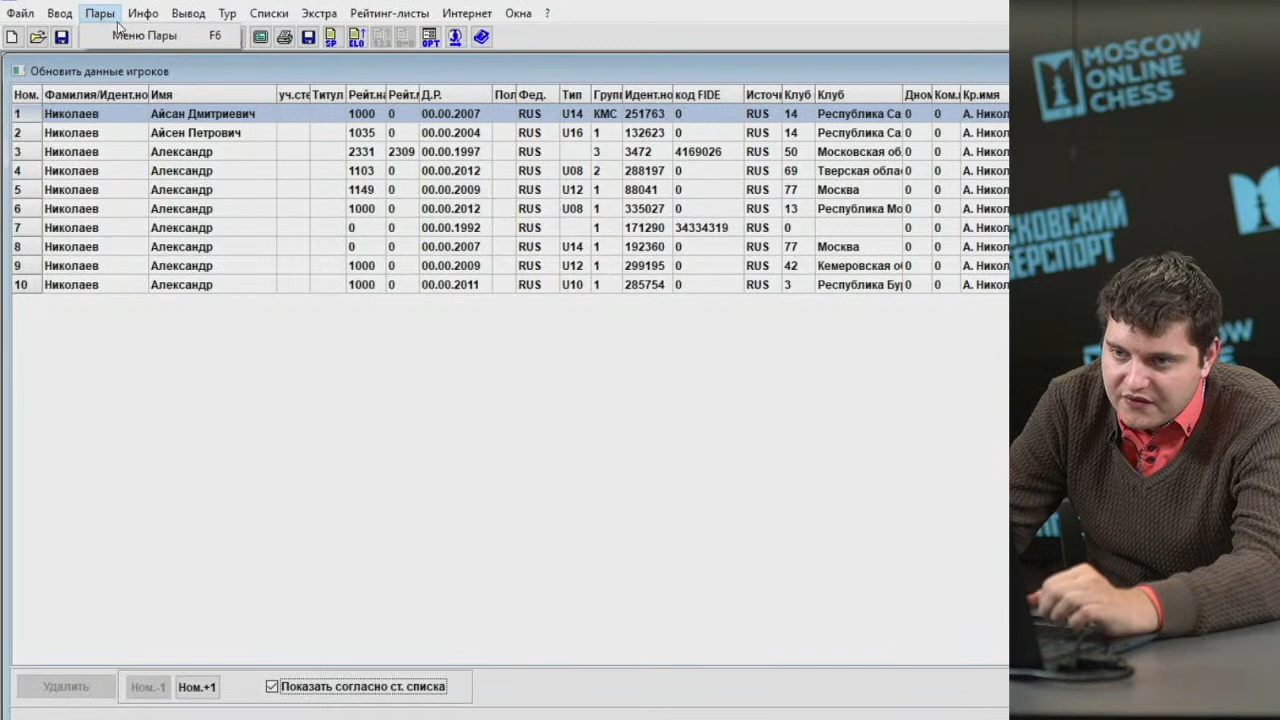 Файл Ввод Пары Инфо Вывод Тур Списки Экстра Рейтинг-листы Интернет Окна ?
Меню Пары F6
Обновить данные игроков
Ном. Фамилия/Идент.но Имя уч.сте Титул Рейт.на Рейт. Д.Р. Пол Фед. Тип Групп Идент.но код FIDE Источн Клуб Клуб Дном Ком. Кр.имя
1 Николаев Айсан Дмитриевич 1000 0 00.00.2007 RUS U14 КМС 251763 0 RUS 14 Республика Са 0 0 А. Никол
2 Николаев Айсен Петрович 1035 0 00.00.2004 RUS U16 1 132623 0 RUS 14 Республика Са 0 0 А. Никол
3 Николаев Александр 2331 2309 00.00.1997 RUS 3 3472 4169026 RUS 50 Московская об 0 0 А. Никол
4 Николаев Александр 1103 0 00.00.2012 RUS U08 2 288197 0 RUS 69 Тверская обла 0 0 А. Никол
5 Николаев Александр 1149 0 00.00.2009 RUS U12 1 88041 0 RUS 77 Москва 0 0 А. Никол
6 Николаев Александр 1000 0 00.00.2012 RUS U08 1 335027 0 RUS 13 Республика Мо 0 0 А. Никол
7 Николаев Александр 0 0 00.00.1992 RUS 1 171290 34334319 RUS 0 0 0 А. Никол
8 Николаев Александр 0 0 00.00.2007 RUS U14 1 192360 0 RUS 77 Москва 0 0 А. Никол
9 Николаев Александр 1000 0 00.00.2009 RUS U12 1 299195 0 RUS 42 Кемеровская о 0 0 А. Никол
10 Николаев Александр 1000 0 00.00.2011 RUS U10 1 285754 0 RUS 3 Республика Бу 0 0 А. Никол
Удалить Ном.-1 Ном.+1 Показать согласно ст. списка
MOSCOW
ONLINE
CHESS